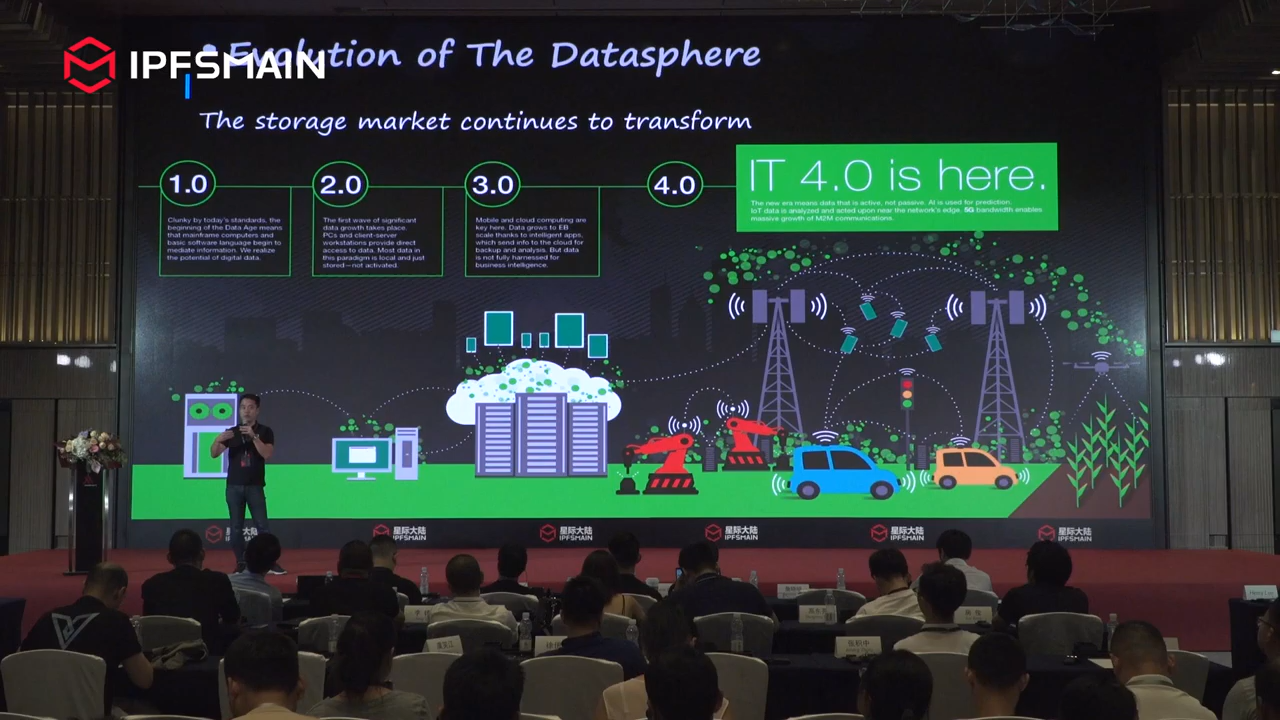 IPFSMAIN
Evolution of The Datasphere
The storage market continues to transform
1.0
Clunky by today's standards, the
beginning of the Data Age means
that mainframe computers and
basic software language begin to
mediate information. We realize
the potential of digital data.
2.0
The first wave of significant
data growth takes place.
PCs and client-server
workstations provide direct
access to data. Most data in
this paradigm is local and just
stored—not activated.
3.0
Mobile and cloud computing are
key here. Data grows to EB
scale thanks to intelligent apps,
which send info to the cloud for
backup and analysis. But data
is not fully harnessed for
business intelligence.
4.0
IT 4.0 is here.
The new era means data that is active, not passive. AI is used for prediction.
IoT data is analyzed and acted upon near the network's edge. 5G bandwidth enables
massive growth of M2M communications.
星际大陆
IPFSMAIN
星际大陆
IPFSMAIN
星际大陆
IPFSMAIN
星际大陆
IPFSMAIN
星际大陆
IPFSMAIN
星际大陆
IPFSMAIN